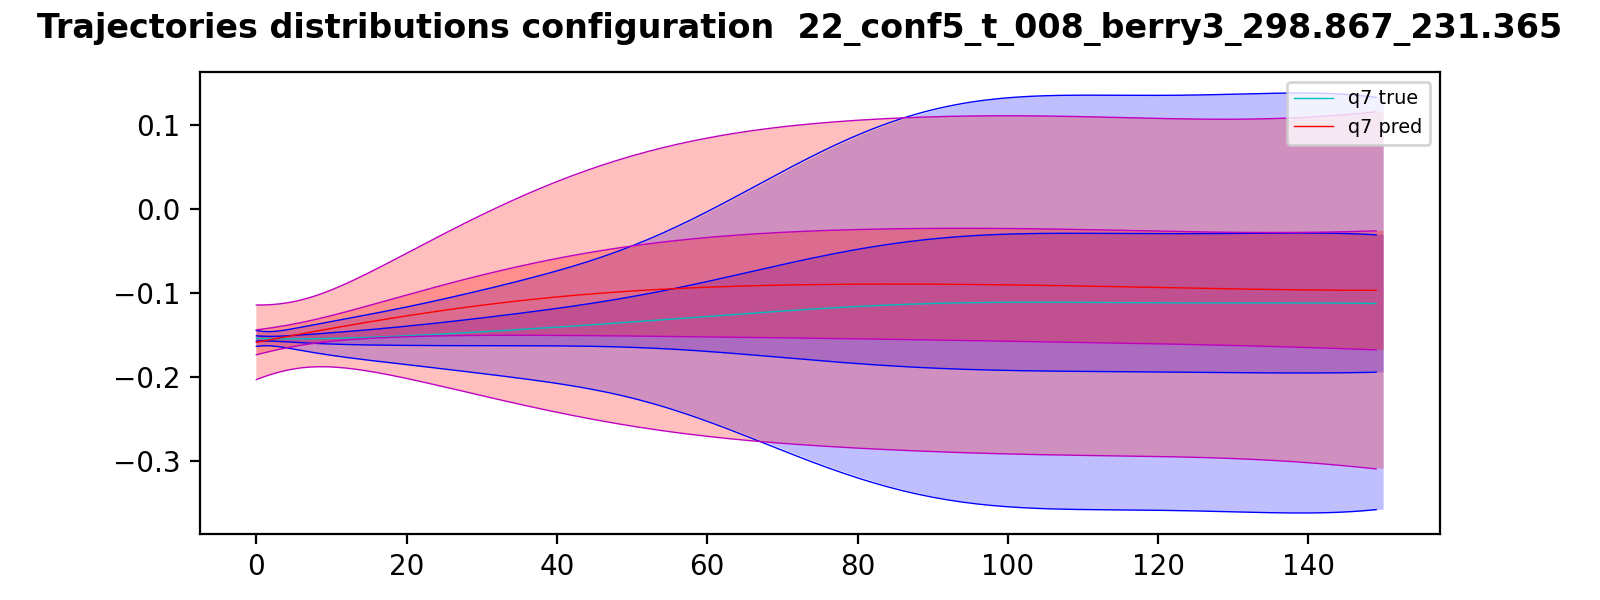 Trajectories distributions configuration  22_conf5_t_008_berry3_298.867_231.365
q7 true
q7 pred
0.1
0.0
−0.1
−0.2
−0.3
0 20 40 60 80 100 120 140